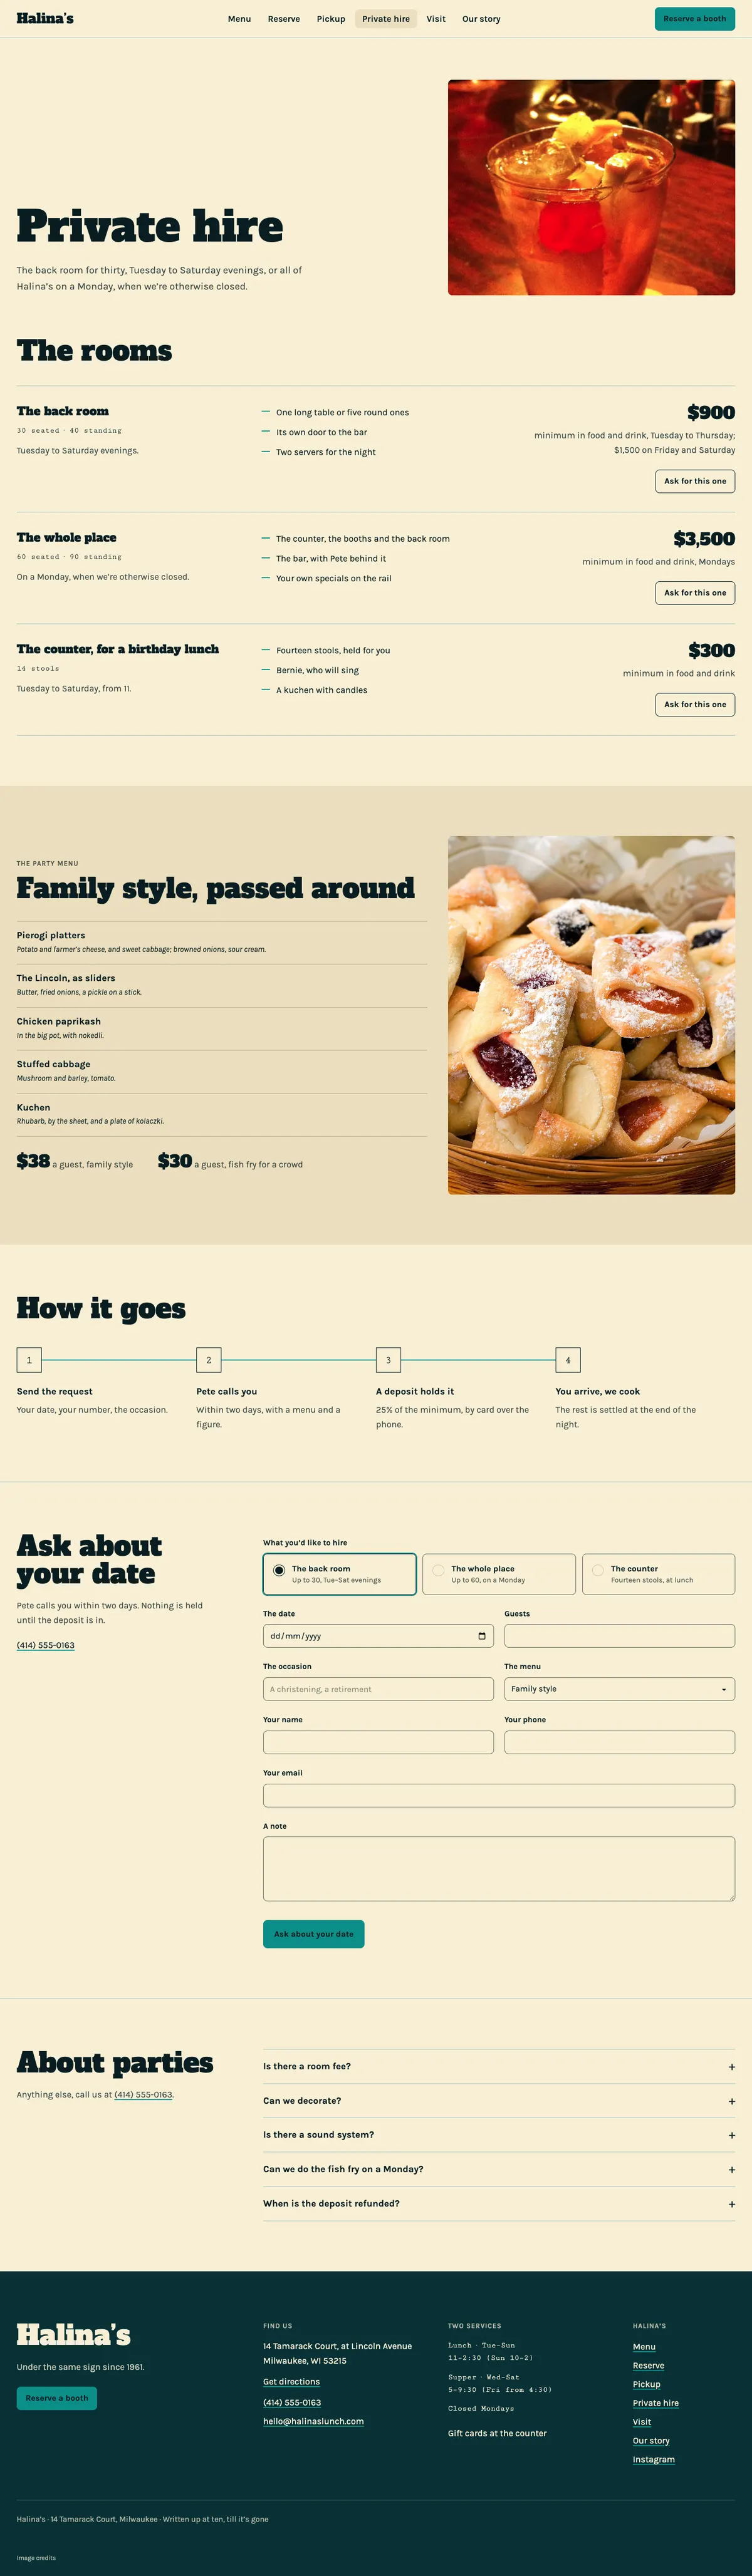 Halina's
Menu
Reserve
Pickup
Private hire
Visit
Our story
Reserve a booth
Private hire
The back room for thirty, Tuesday to Saturday evenings, or all of
Halina's on a Monday, when we're otherwise closed.
The rooms
The back room
30 seated · 40 standing
Tuesday to Saturday evenings.
One long table or five round ones
Its own door to the bar
Two servers for the night
$900
minimum in food and drink, Tuesday to Thursday;
$1,500 on Friday and Saturday
Ask for this one
The whole place
60 seated · 90 standing
On a Monday, when we're otherwise closed.
The counter, the booths and the back room
The bar, with Pete behind it
Your own specials on the rail
$3,500
minimum in food and drink, Mondays
Ask for this one
The counter, for a birthday lunch
14 stools
Tuesday to Saturday, from 11.
Fourteen stools, held for you
Bernie, who will sing
A kuchen with candles
$300
minimum in food and drink
Ask for this one
THE PARTY MENU
Family style, passed around
Pierogi platters
Potato and farmer's cheese, and sweet cabbage; browned onions, sour cream.
The Lincoln, as sliders
Butter, fried onions, a pickle on a stick.
Chicken paprikash
In the big pot, with nokedli.
Stuffed cabbage
Mushroom and barley, tomato.
Kuchen
Rhubarb, by the sheet, and a plate of kolaczki.
$38 a guest, family style
$30 a guest, fish fry for a crowd
How it goes
1
2
3
4
Send the request
Your date, your number, the occasion.
Pete calls you
Within two days, with a menu and a
figure.
A deposit holds it
25% of the minimum, by card over the
phone.
You arrive, we cook
The rest is settled at the end of the
night.
Ask about
your date
Pete calls you within two days. Nothing is held
until the deposit is in.
(414) 555-0163
What you'd like to hire
The back room
Up to 30, Tue–Sat evenings
The whole place
Up to 60, on a Monday
The counter
Fourteen stools, at lunch
The date
Guests
dd/mm/yyyy
The occasion
The menu
A christening, a retirement
Family style
Your name
Your phone
Your email
A note
Ask about your date
About parties
Anything else, call us at (414) 555-0163.
Is there a room fee?
+
Can we decorate?
+
Is there a sound system?
+
Can we do the fish fry on a Monday?
+
When is the deposit refunded?
+
Halina's
Under the same sign since 1961.
Reserve a booth
FIND US
14 Tamarack Court, at Lincoln Avenue
Milwaukee, WI 53215
Get directions
(414) 555-0163
hello@halinaslunch.com
TWO SERVICES
Lunch · Tue–Sun
11–2:30 (Sun 10–2)
Supper · Wed–Sat
5–9:30 (Fri from 4:30)
Closed Mondays
Gift cards at the counter
HALINA'S
Menu
Reserve
Pickup
Private hire
Visit
Our story
Instagram
Halina's · 14 Tamarack Court, Milwaukee · Written up at ten, till it's gone
Image credits